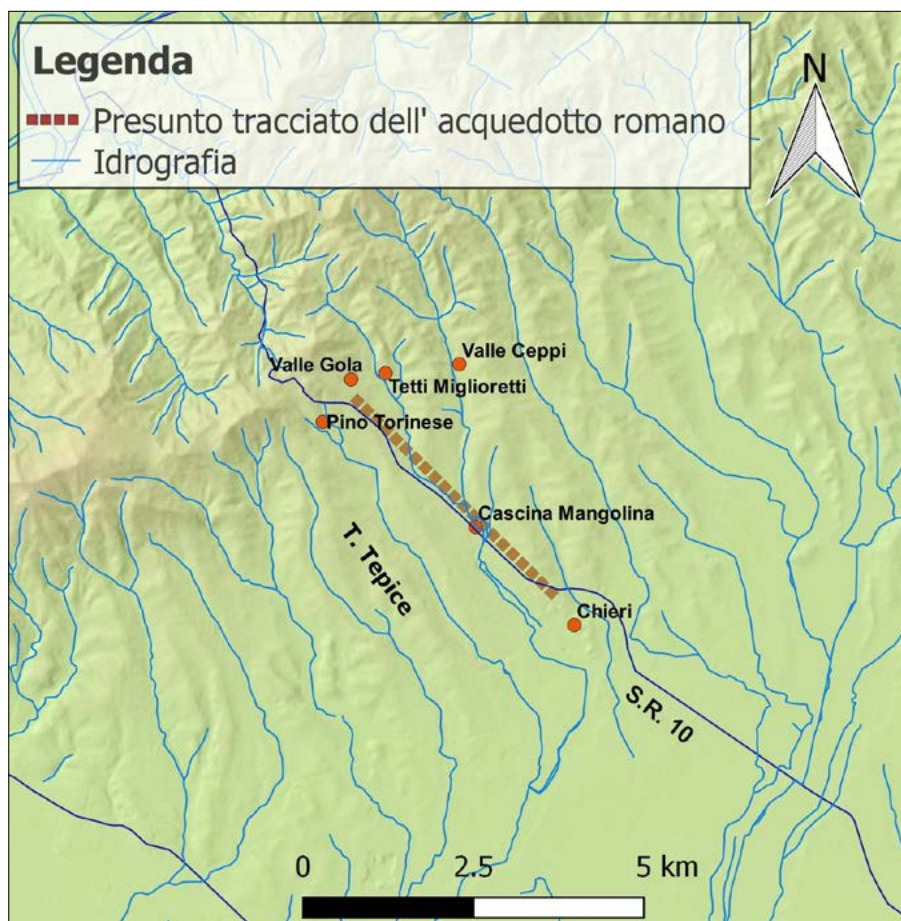 Legenda
Presunto tracciato dell' acquedotto romano
Idrografia
N
Valle Ceppi
Valle Gola
Tetti Miglioretti
Pino Torinese
Cascina Mangolina
T. Tepice
Chieri
S.R. 10
0 2.5 5 km